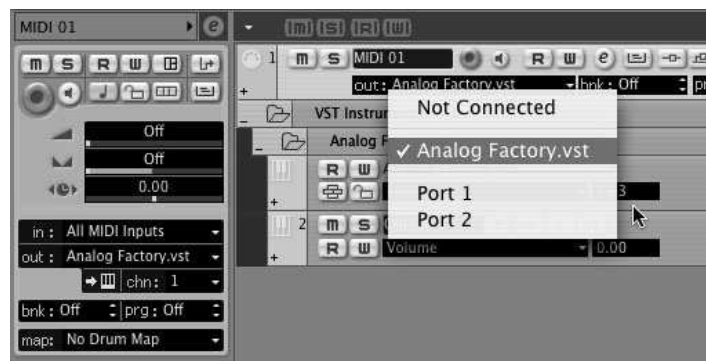 MIDI 01 e
m S R W
Off
Off
0.00
in : All MIDI Inputs
out : Analog Factory.vst
chn : 1
bnk : Off prg : Off
map: No Drum Map
(m) (S) (R) (W)
1 m S MIDI 01 R W e
out: Analog Factory.vst bnk : Off
Not Connected
✓ Analog Factory.vst
Port 1
Port 2
VST Instru
Analog F
R W
3
2 m S
R W Volume 0.00